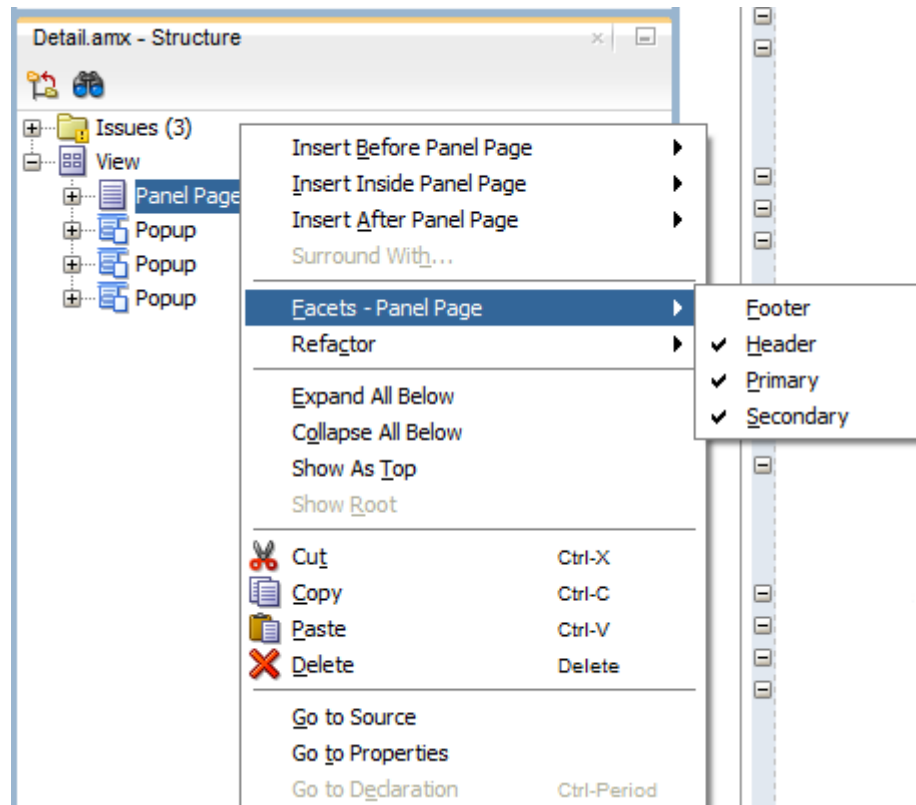 Detail.amx - Structure
Issues (3)
View
Panel Page
Popup
Popup
Popup
Insert Before Panel Page
Insert Inside Panel Page
Insert After Panel Page
Surround With...
Facets - Panel Page
Refactor
Expand All Below
Collapse All Below
Show As Top
Show Root
Cut Ctrl-X
Copy Ctrl-C
Paste Ctrl-V
Delete Delete
Go to Source
Go to Properties
Go to Declaration Ctrl-Period
Footer
Header
Primary
Secondary